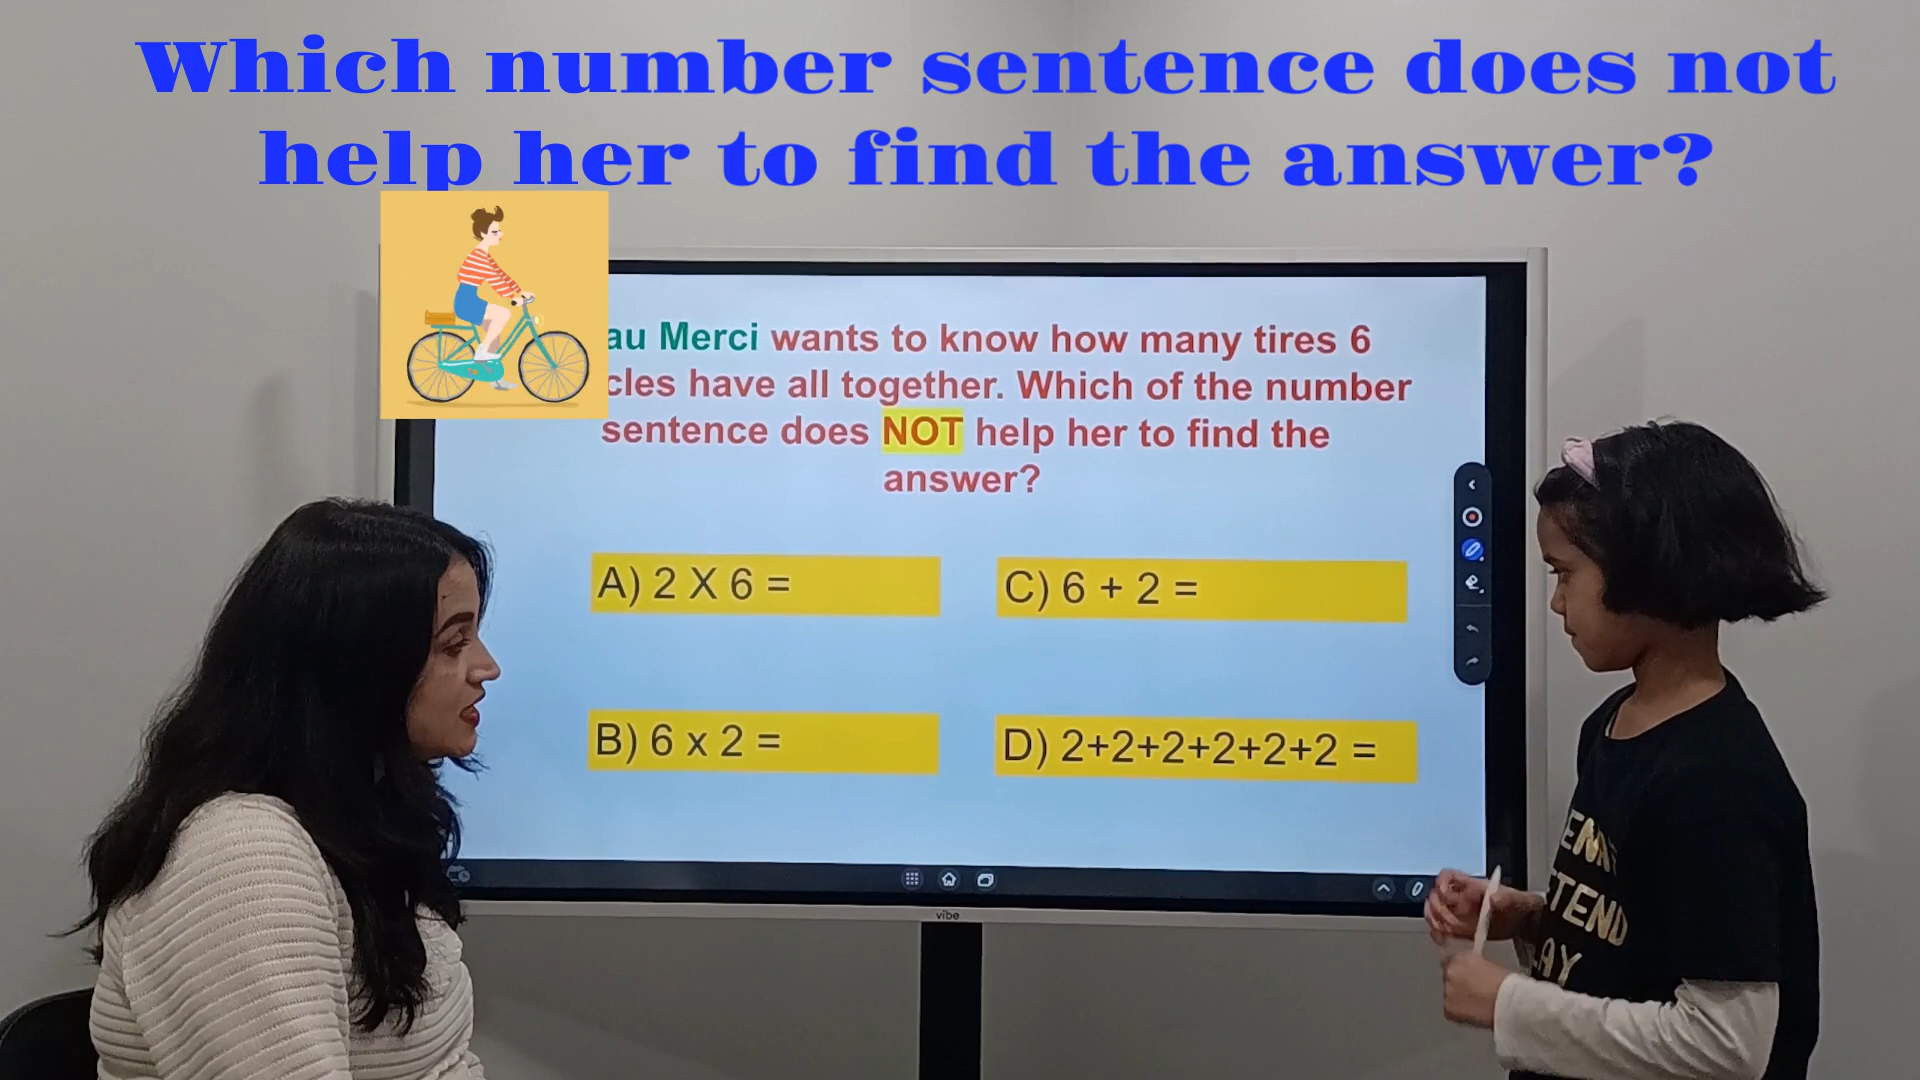 Which number sentence does not
help her to find the answer?
au Merci wants to know how many tires 6
cles have all together. Which of the number
sentence does NOT help her to find the
answer?
A) 2 X 6 =
C) 6 + 2 =
B) 6 x 2 =
D) 2+2+2+2+2+2 =
vibe
TEND